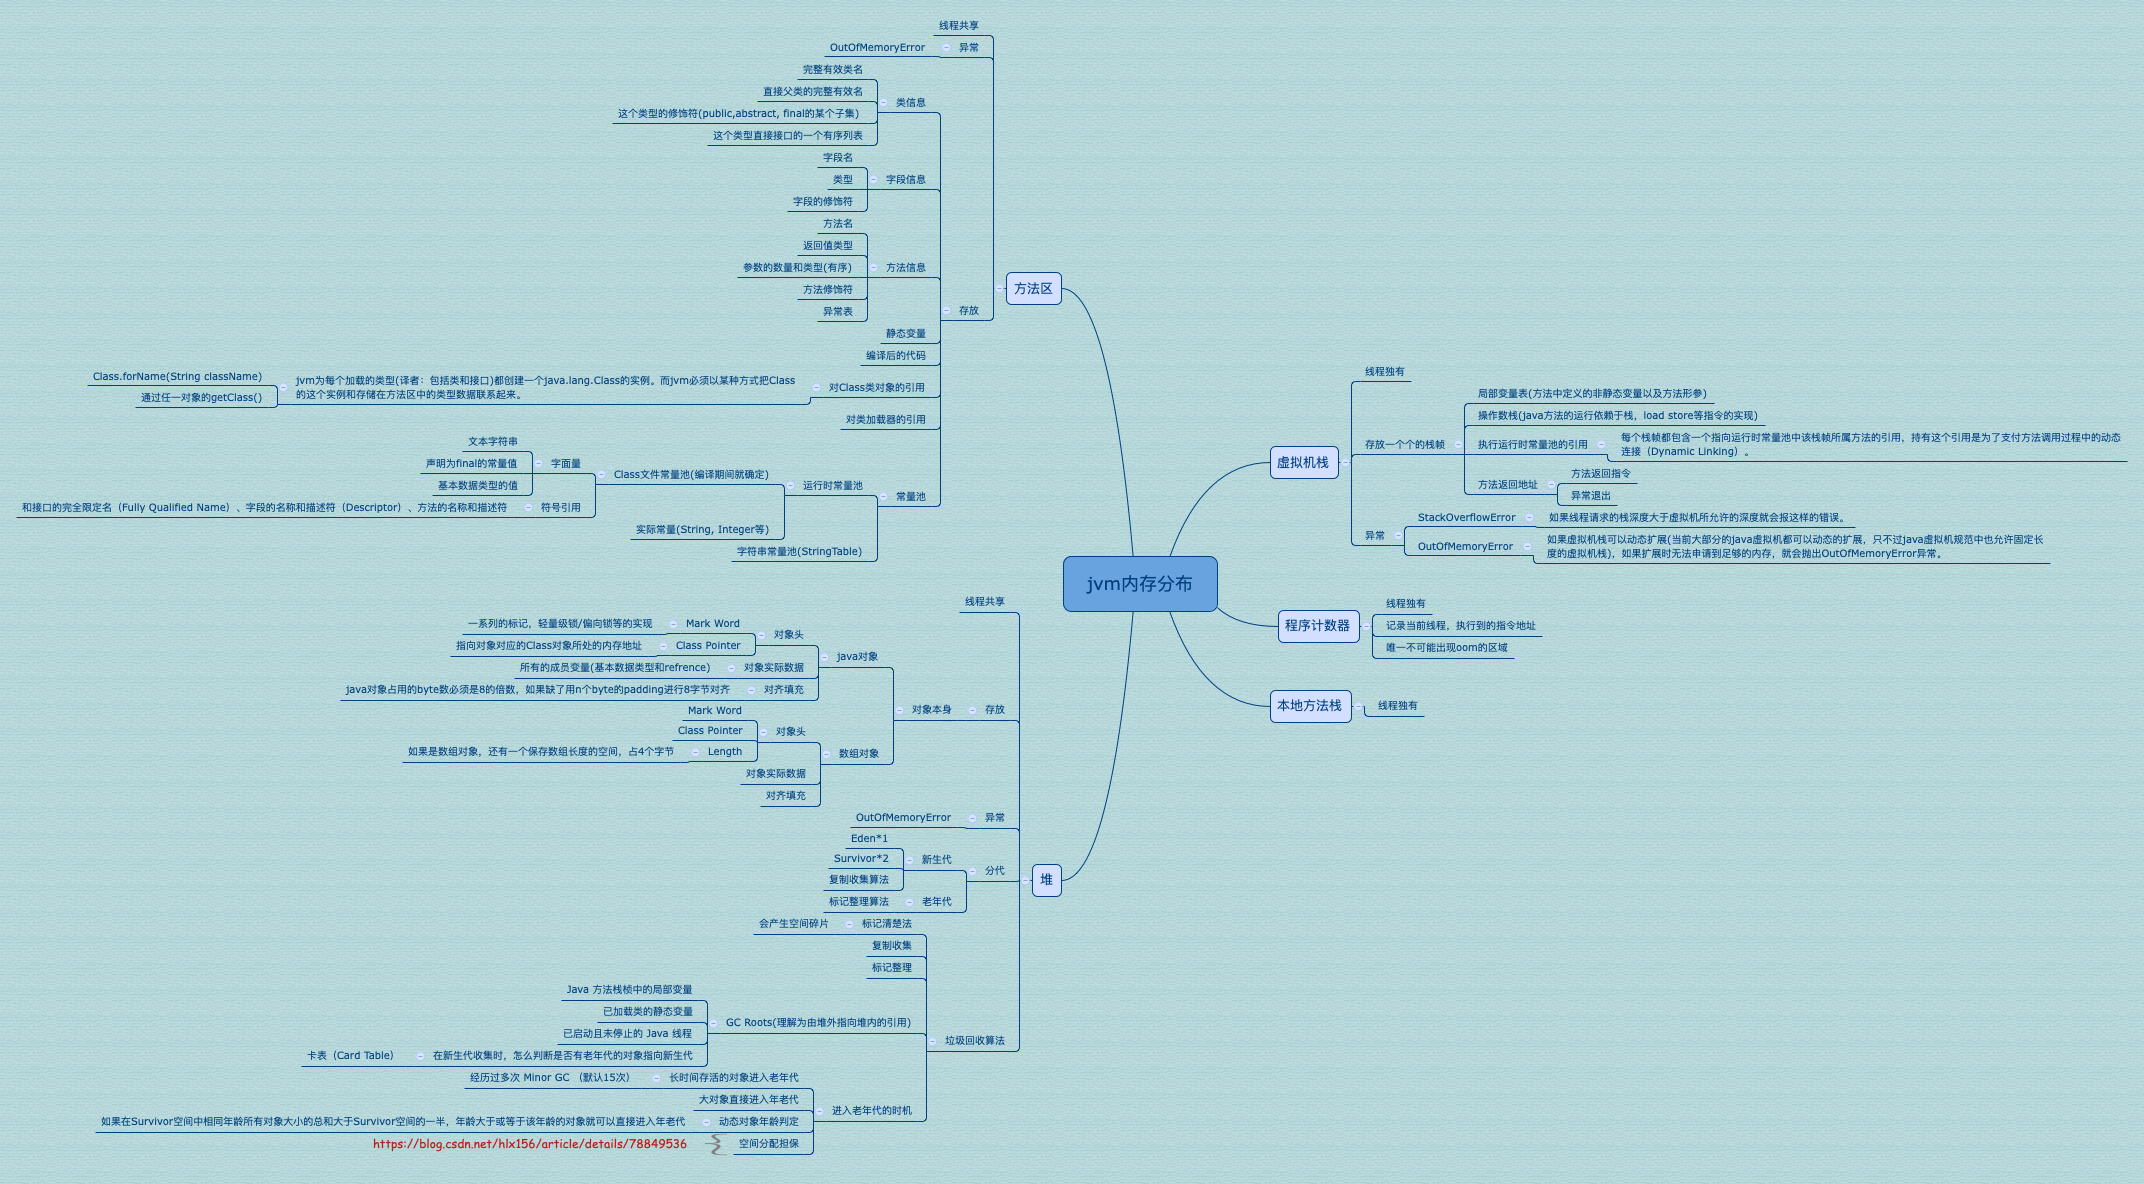 jvm内存分布
方法区
线程共享
异常
OutOfMemoryError
存放
类信息
完整有效类名
直接父类的完整有效名
这个类型的修饰符(public,abstract, final的某个子集)
这个类型直接接口的一个有序列表
字段信息
字段名
类型
字段的修饰符
方法信息
方法名
返回值类型
参数的数量和类型(有序)
方法修饰符
异常表
静态变量
编译后的代码
对Class类对象的引用
jvm为每个加载的类型(译者：包括类和接口)都创建一个java.lang.Class的实例。而jvm必须以某种方式把Class
的这个实例和存储在方法区中的类型数据联系起来。
Class.forName(String className)
通过任一对象的getClass()
对类加载器的引用
常量池
运行时常量池
Class文件常量池(编译期间就确定)
字面量
文本字符串
声明为final的常量值
基本数据类型的值
符号引用
和接口的完全限定名（Fully Qualified Name）、字段的名称和描述符（Descriptor）、方法的名称和描述符
实际常量(String, Integer等)
字符串常量池(StringTable)
虚拟机栈
线程独有
存放一个个的栈帧
局部变量表(方法中定义的非静态变量以及方法形参)
操作数栈(java方法的运行依赖于栈，load store等指令的实现)
执行运行时常量池的引用
每个栈帧都包含一个指向运行时常量池中该栈帧所属方法的引用，持有这个引用是为了支付方法调用过程中的动态
连接（Dynamic Linking）。
方法返回地址
方法返回指令
异常退出
异常
StackOverflowError
如果线程请求的栈深度大于虚拟机所允许的深度就会报这样的错误。
OutOfMemoryError
如果虚拟机栈可以动态扩展(当前大部分的java虚拟机都可以动态的扩展，只不过java虚拟机规范中也允许固定长
度的虚拟机栈)，如果扩展时无法申请到足够的内存，就会抛出OutOfMemoryError异常。
程序计数器
线程独有
记录当前线程，执行到的指令地址
唯一不可能出现oom的区域
本地方法栈
线程独有
堆
线程共享
存放
对象本身
java对象
对象头
Mark Word
一系列的标记，轻量级锁/偏向锁等的实现
Class Pointer
指向对象对应的Class对象所处的内存地址
对象实际数据
所有的成员变量(基本数据类型和refrence)
对齐填充
java对象占用的byte数必须是8的倍数，如果缺了用n个byte的padding进行8字节对齐
数组对象
对象头
Mark Word
Class Pointer
Length
如果是数组对象，还有一个保存数组长度的空间，占4个字节
对象实际数据
对齐填充
异常
OutOfMemoryError
分代
新生代
Eden*1
Survivor*2
复制收集算法
老年代
标记整理算法
垃圾回收算法
标记清楚法
会产生空间碎片
复制收集
标记整理
GC Roots(理解为由堆外指向堆内的引用)
Java 方法栈桢中的局部变量
已加载类的静态变量
已启动且未停止的 Java 线程
在新生代收集时，怎么判断是否有老年代的对象指向新生代
卡表（Card Table）
进入老年代的时机
长时间存活的对象进入老年代
经历过多次 Minor GC （默认15次）
大对象直接进入年老代
动态对象年龄判定
如果在Survivor空间中相同年龄所有对象大小的总和大于Survivor空间的一半，年龄大于或等于该年龄的对象就可以直接进入年老代
空间分配担保
https://blog.csdn.net/hlx156/article/details/78849536